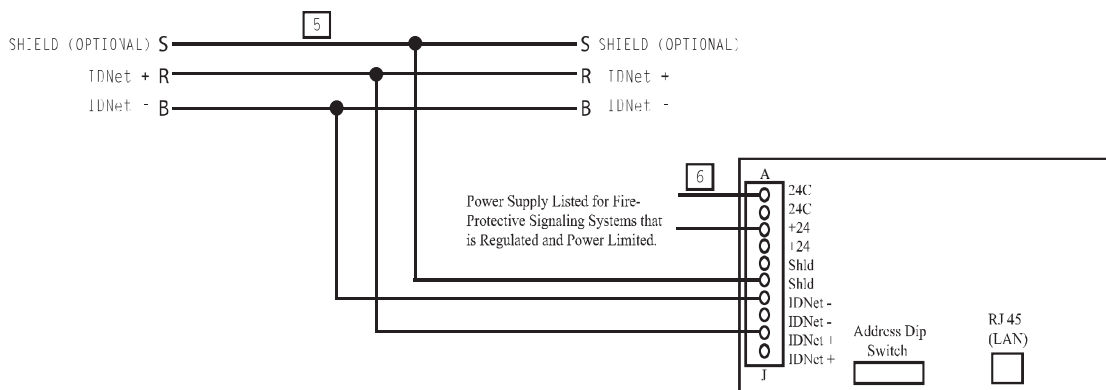 5
SHIELD (OPTIONAL) S S SHIELD (OPTIONAL)
IDNet + R R IDNet +
IDNet - B B IDNet -
6
A
24C
24C
+24
+24
Shld
Shld
IDNet -
IDNet -
IDNet +
IDNet +
J
Power Supply Listed for Fire-
Protective Signaling Systems that
is Regulated and Power Limited.
Address Dip
Switch
RJ45
(LAN)